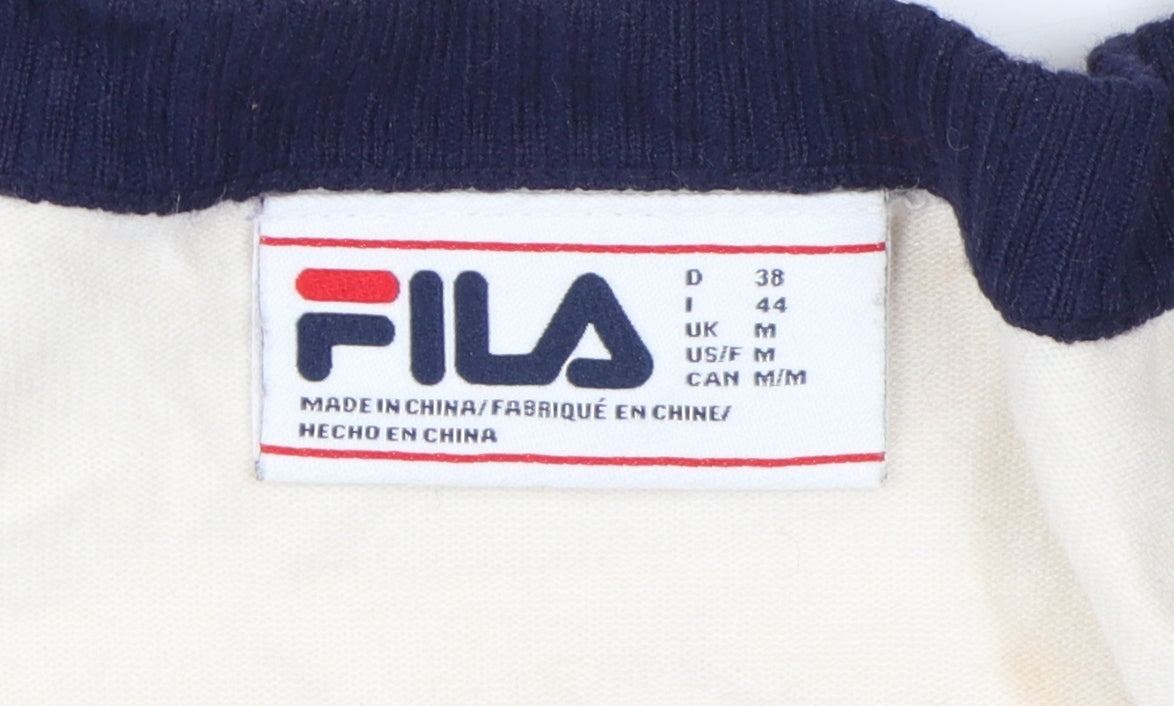 FILA
D 38
I 44
UK M
US/F M
CAN M/M
MADE IN CHINA/FABRIQUÉ EN CHINE/
HECHO EN CHINA